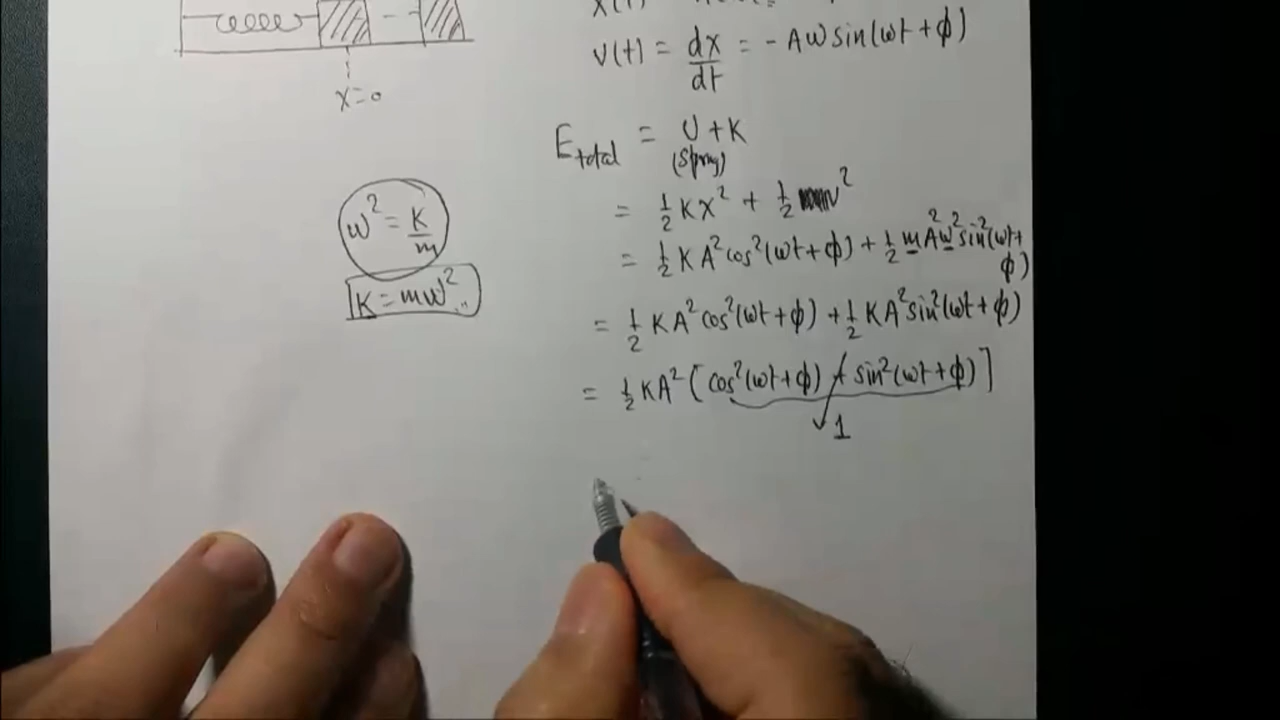 x=0
v(t) = dx/dt = - Aω sin(ωt + φ)
E_total = U + K
(Spring)
= 1/2 Kx² + 1/2 mv²
= 1/2 KA² cos²(ωt + φ) + 1/2 mA²ω² sin²(ωt + φ)
ω² = K/m
K = mω²
= 1/2 KA² cos²(ωt + φ) + 1/2 KA² sin²(ωt + φ)
= 1/2 KA² [cos²(ωt + φ) + sin²(ωt + φ)]
1